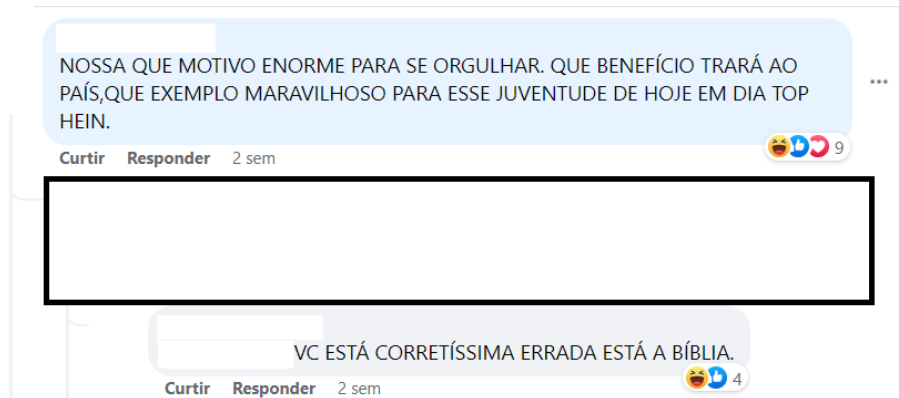 NOSSA QUE MOTIVO ENORME PARA SE ORGULHAR. QUE BENEFÍCIO TRARÁ AO
PAÍS,QUE EXEMPLO MARAVILHOSO PARA ESSE JUVENTUDE DE HOJE EM DIA TOP
HEIN.
9
Curtir Responder 2 sem
VC ESTÁ CORRETÍSSIMA ERRADA ESTÁ A BÍBLIA.
4
Curtir Responder 2 sem